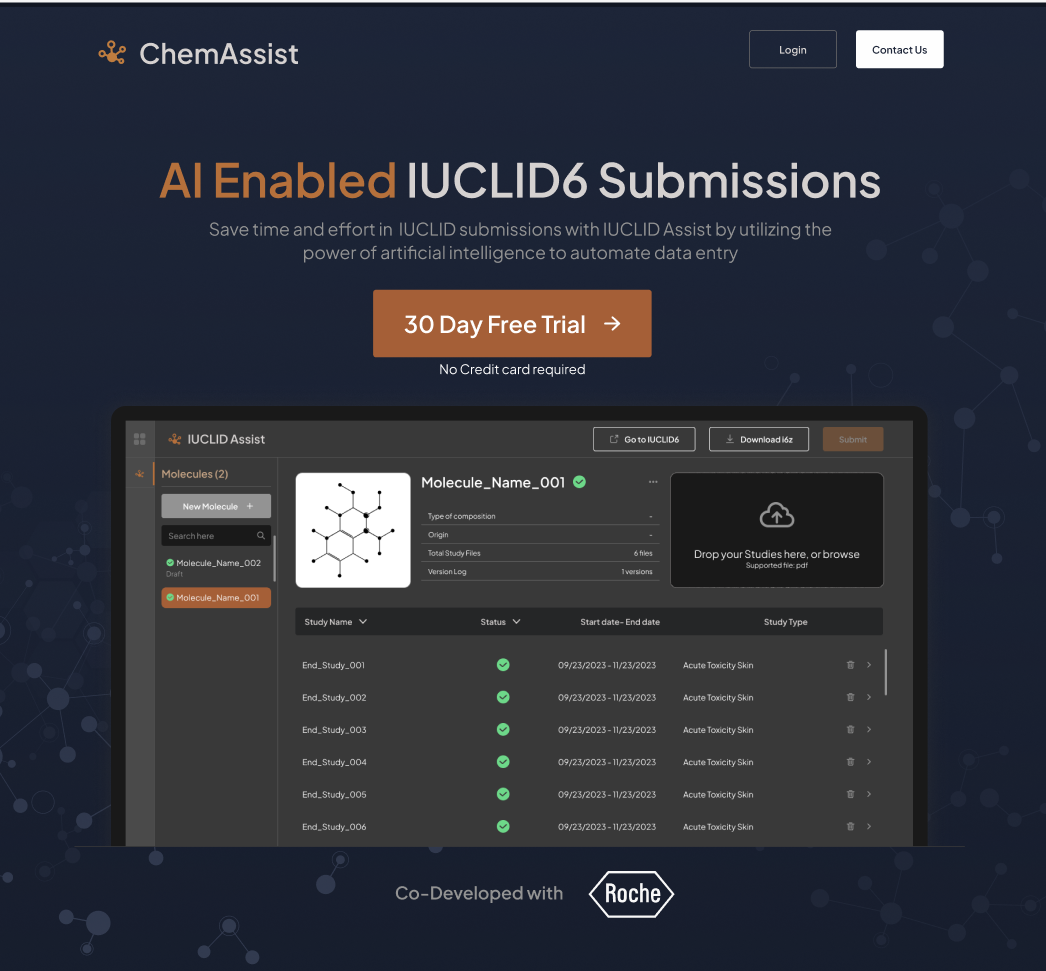 ChemAssist
Login
Contact Us
AI Enabled IUCLID6 Submissions
Save time and effort in IUCLID submissions with IUCLID Assist by utilizing the
power of artificial intelligence to automate data entry
30 Day Free Trial →
No Credit card required
IUCLID Assist
Go to IUCLID6
Download i6z
Submit
Molecules (2)
New Molecule +
Search here
Molecule_Name_002
Draft
Molecule_Name_001
Molecule_Name_001
Type of composition -
Origin -
Total Study Files 6 files
Version Log 1 versions
Drop your Studies here, or browse
Supported file: pdf
Study Name Status Start date- End date Study Type
End_Study_001 09/23/2023 - 11/23/2023 Acute Toxicity Skin
End_Study_002 09/23/2023 - 11/23/2023 Acute Toxicity Skin
End_Study_003 09/23/2023 - 11/23/2023 Acute Toxicity Skin
End_Study_004 09/23/2023 - 11/23/2023 Acute Toxicity Skin
End_Study_005 09/23/2023 - 11/23/2023 Acute Toxicity Skin
End_Study_006 09/23/2023 - 11/23/2023 Acute Toxicity Skin
Co-Developed with
Roche